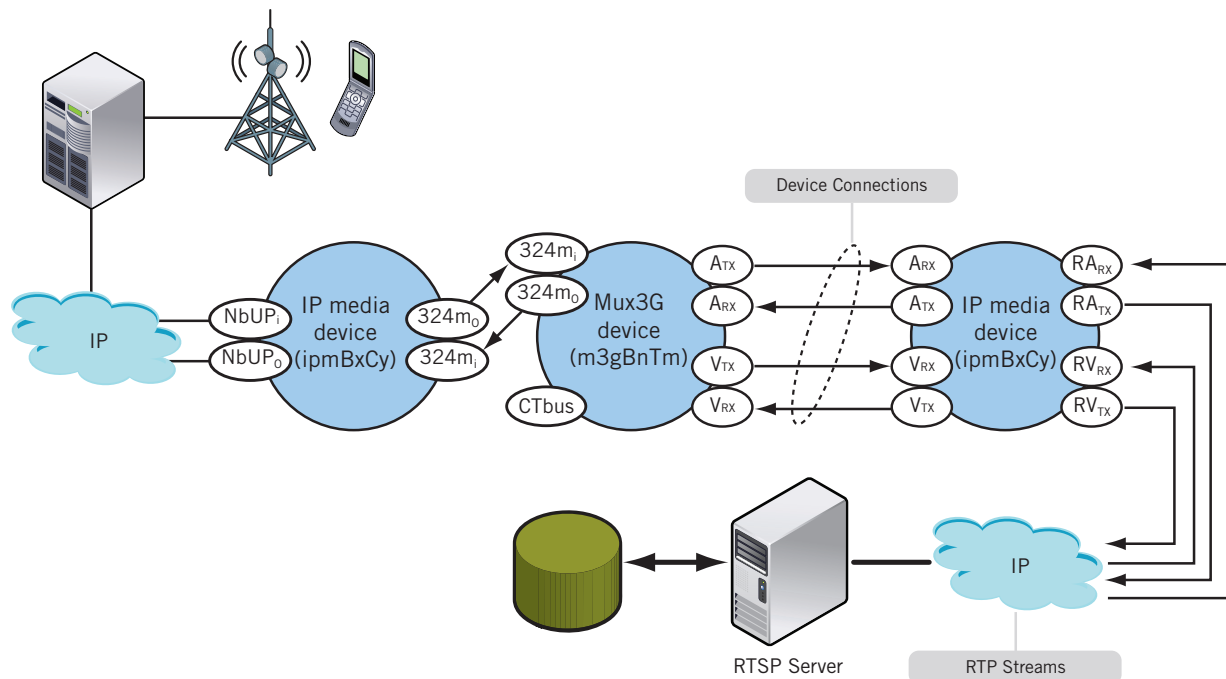 Device Connections
324mi
324mo
NbUPi
NbUPo
IP
IP media
device
(ipmBxCy)
324mo
324mi
Mux3G
device
(m3gBnTm)
CTbus
ATX
ARX
VTX
VRX
ARX
ATX
VRX
VTX
IP media
device
(ipmBxCy)
RARX
RATX
RVRX
RVTX
IP
RTSP Server
RTP Streams